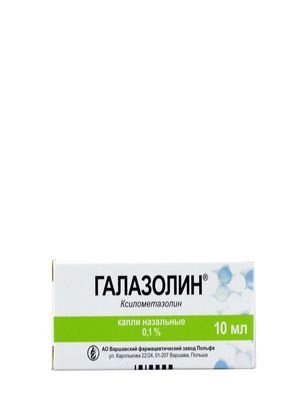 ГАЛАЗОЛИН®
Ксилометазолин
капли назальные
0,1 %
10 мл
АО Варшавский фармацевтический завод Польфа
ул. Каролькова 22/24, 01-207 Варшава, Польша